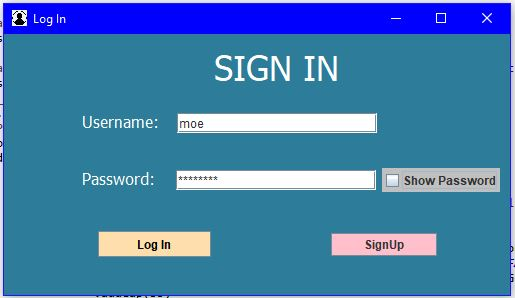 Log In
SIGN IN
Username: moe
Password: ******** Show Password
Log In SignUp